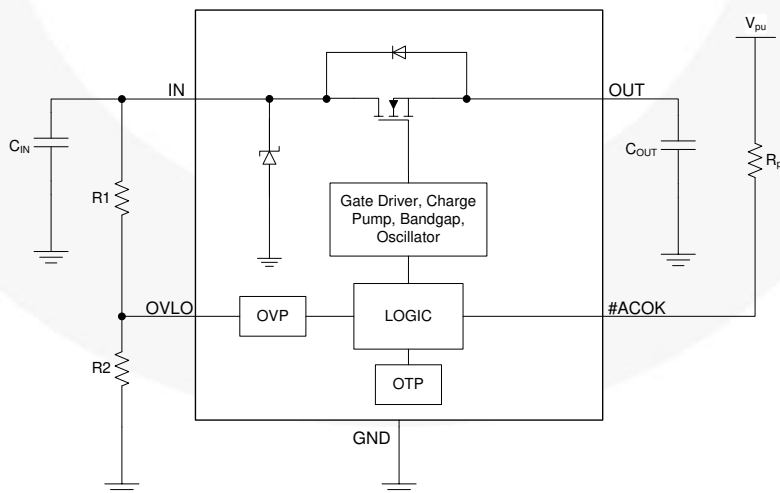 V_pu
IN
OUT
C_IN
C_OUT
R1
Gate Driver, Charge
Pump, Bandgap,
Oscillator
OVLO
OVP
LOGIC
#ACOK
R2
OTP
GND